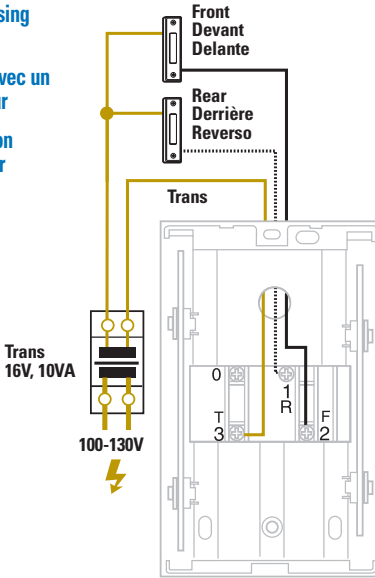 sing
vec un
ur
on
r
Front
Devant
Delante
Rear
Derrière
Reverso
Trans
Trans
16V, 10VA
100-130V
0
1
R
T
3
F
2